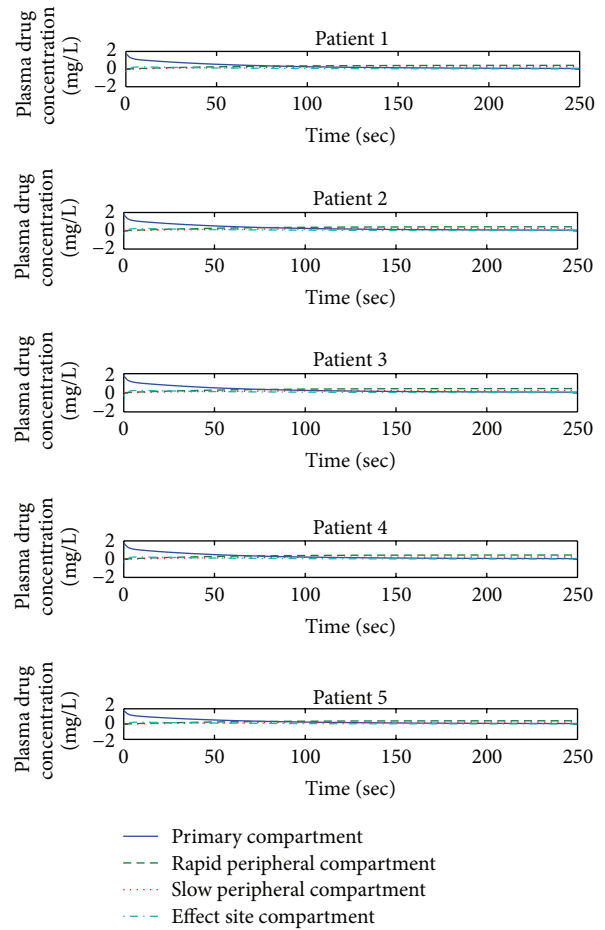 Patient 1
Plasma drug
concentration
(mg/L)
2
0
−2
0 50 100 150 200 250
Time (sec)
Patient 2
Plasma drug
concentration
(mg/L)
2
0
−2
0 50 100 150 200 250
Time (sec)
Patient 3
Plasma drug
concentration
(mg/L)
2
0
−2
0 50 100 150 200 250
Time (sec)
Patient 4
Plasma drug
concentration
(mg/L)
2
0
−2
0 50 100 150 200 250
Time (sec)
Patient 5
Plasma drug
concentration
(mg/L)
2
0
−2
0 50 100 150 200 250
Time (sec)
Primary compartment
Rapid peripheral compartment
Slow peripheral compartment
Effect site compartment